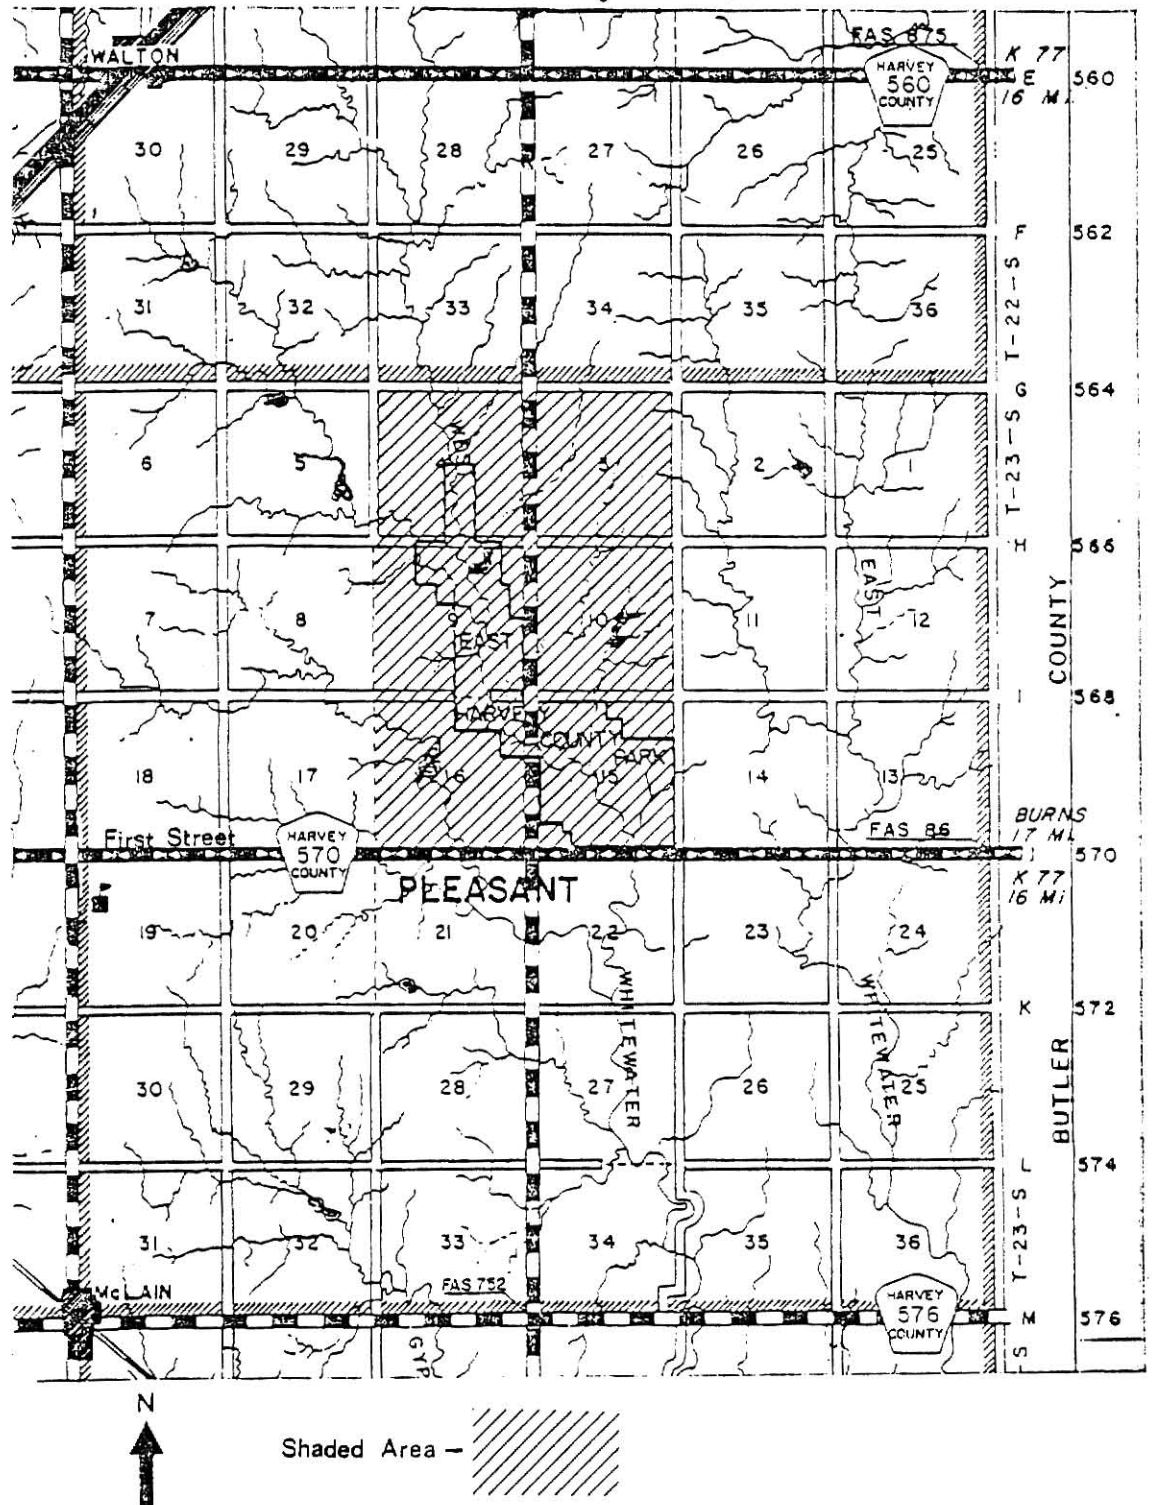 WALTON
FAS 875
K 77
16 Mi.
HARVEY
560
COUNTY
E 560
30 29 28 27 26 25
F 562
31 32 33 34 35 36
T-22-S
G 564
WEST
6 5 3 2 1
T-23-S
H 566
7 8 9 10 11 12
EAST
EAST
COUNTY
I 568
HARVEY
COUNTY
PARK
18 17 16 15 14 13
BURNS
17 Mi.
First Street
FAS 86
HARVEY
570
COUNTY
J 570
K 77
16 Mi
PLEASANT
19 20 21 22 23 24
WHITEWATER
WHITEWATER
K 572
30 29 28 27 26 25
BUTLER
L 574
31 32 33 34 35 36
T-23-S
McLAIN
FAS 752
HARVEY
576
COUNTY
M 576
GYP
S
N
Shaded Area –